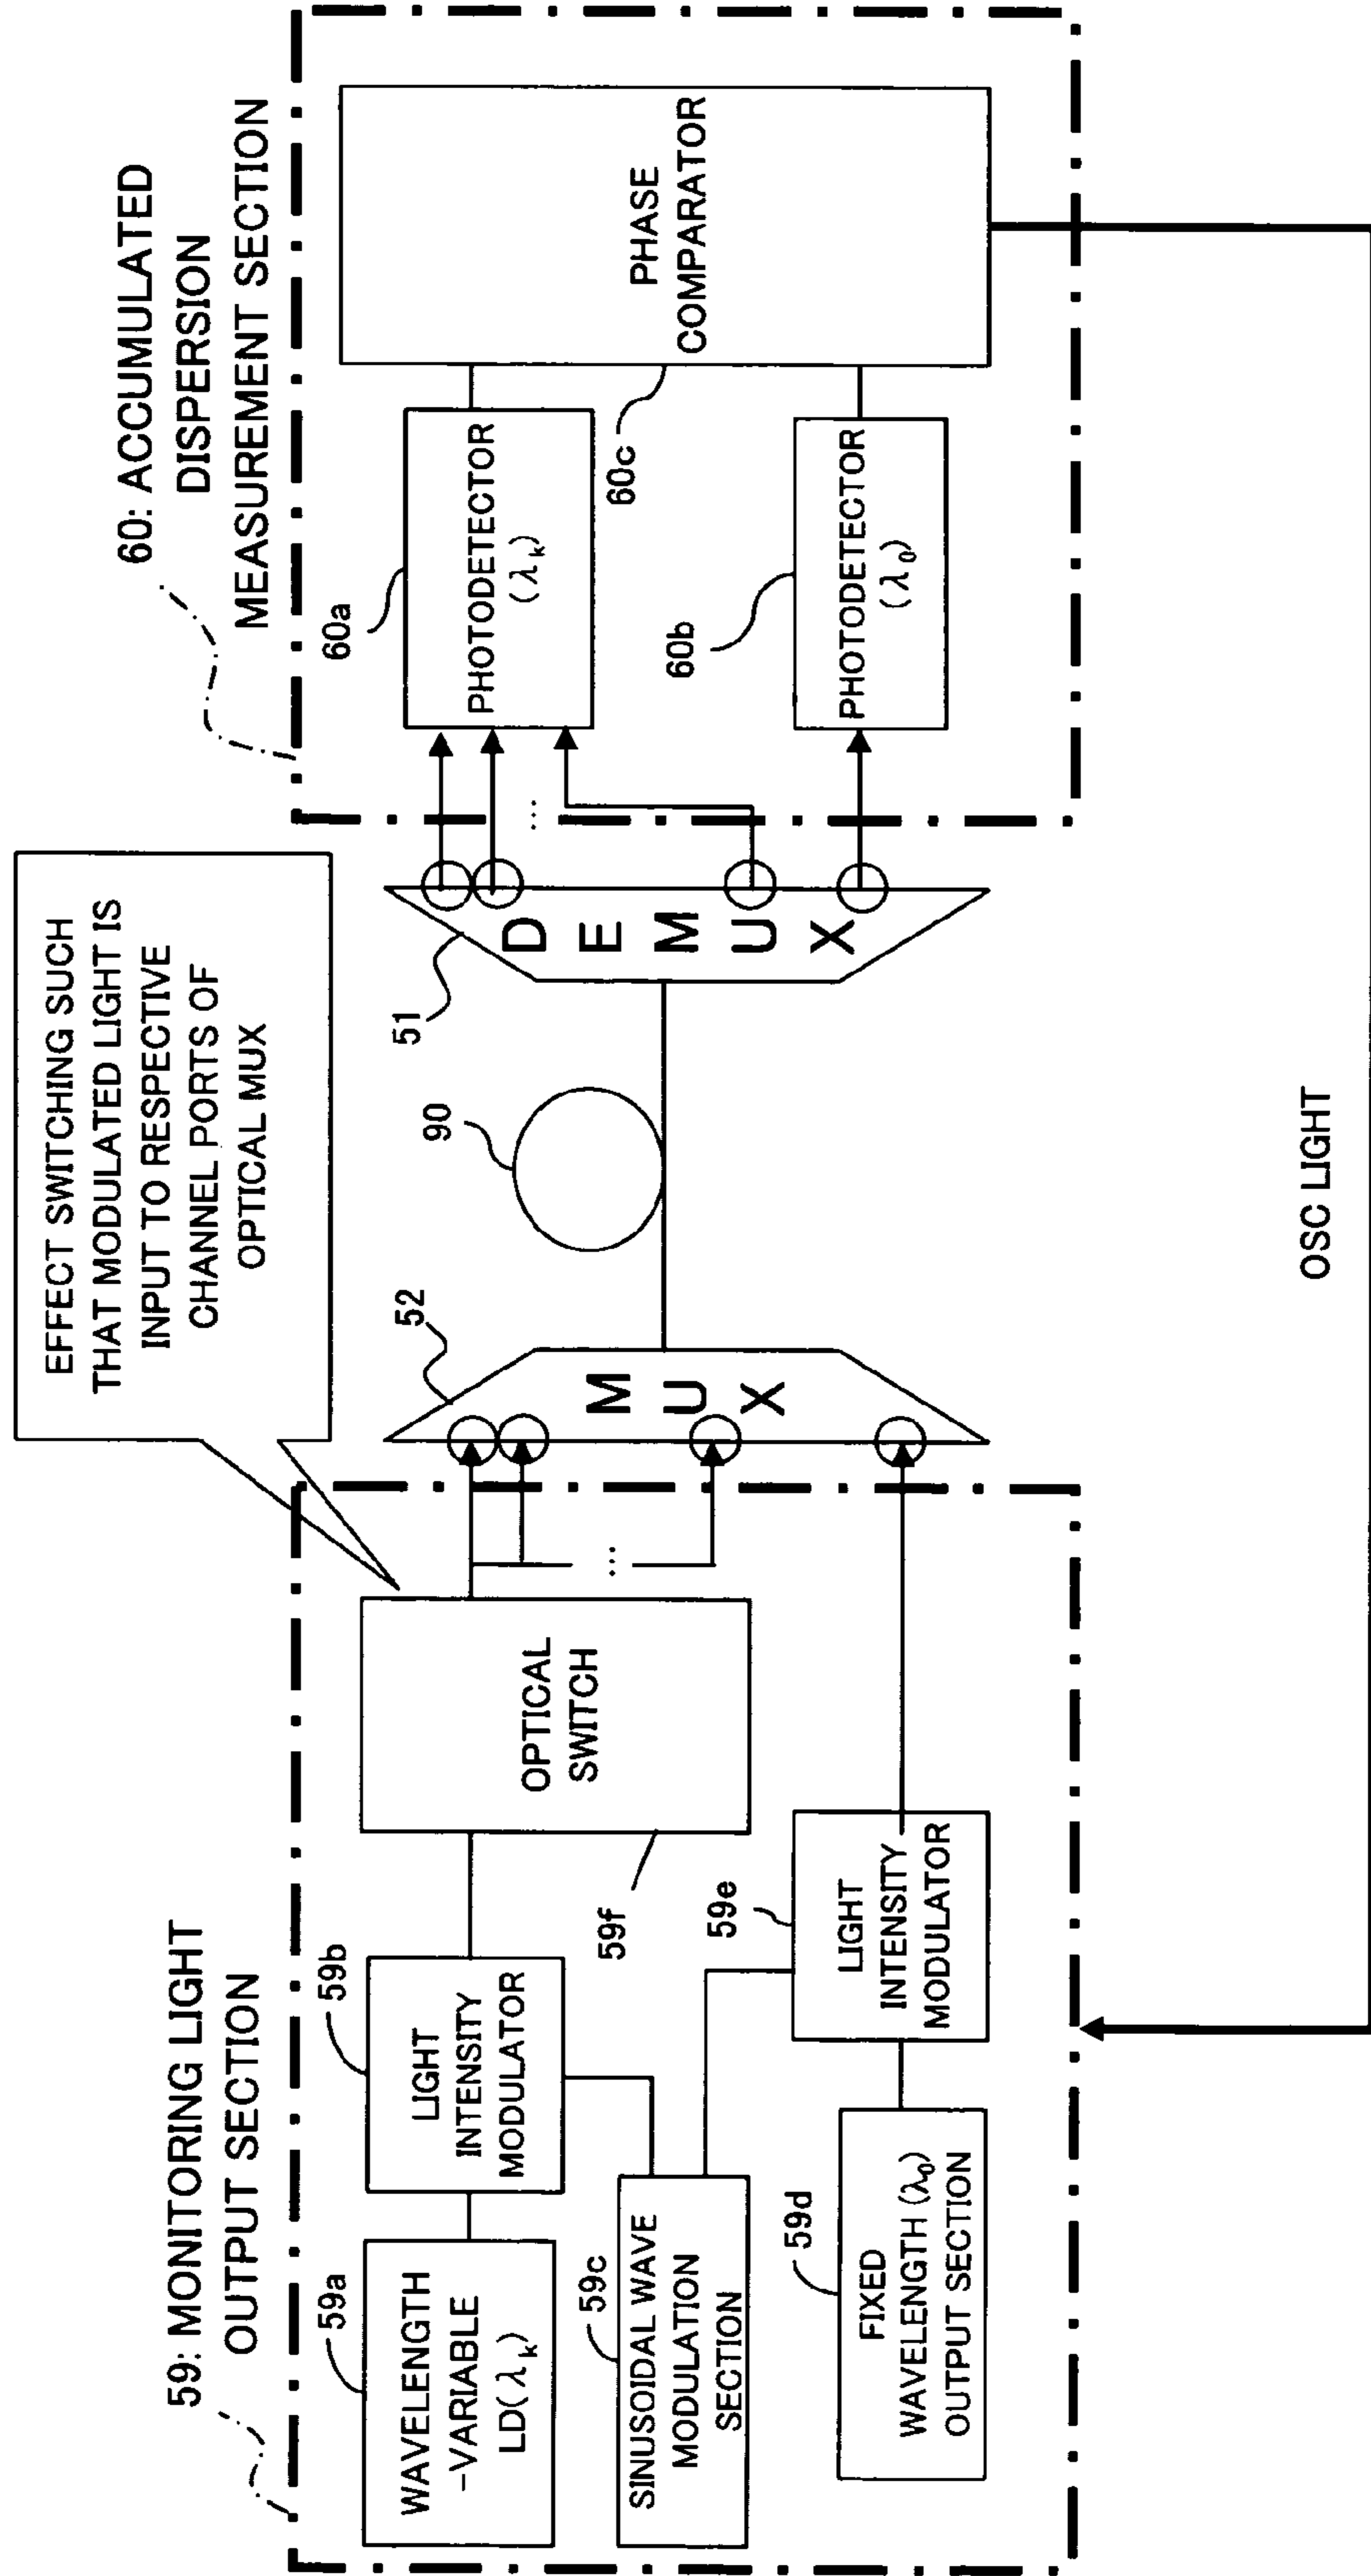 59: MONITORING LIGHT
OUTPUT SECTION
59a
WAVELENGTH
-VARIABLE
LD(λk)
59b
LIGHT
INTENSITY
MODULATOR
59c
SINUSOIDAL WAVE
MODULATION
SECTION
59d
FIXED
WAVELENGTH(λ0)
OUTPUT SECTION
59e
LIGHT
INTENSITY
MODULATOR
59f
OPTICAL
SWITCH
...
EFFECT SWITCHING SUCH
THAT MODULATED LIGHT IS
INPUT TO RESPECTIVE
CHANNEL PORTS OF
OPTICAL MUX
52
MUX
90
51
DEMUX
...
60: ACCUMULATED
DISPERSION
MEASUREMENT SECTION
60a
PHOTODETECTOR
(λk)
60b
PHOTODETECTOR
(λ0)
60c
PHASE
COMPARATOR
OSC LIGHT